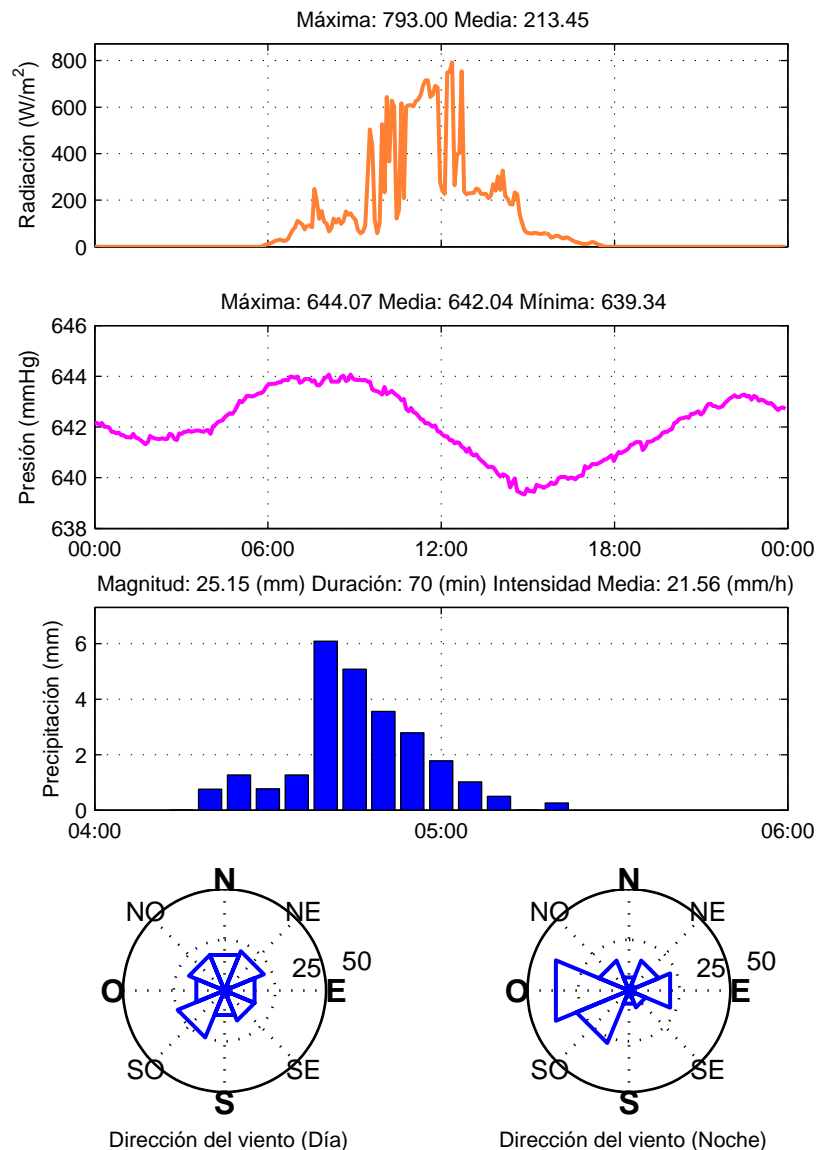 Máxima: 793.00 Media: 213.45
Radiación (W/m²)
800
600
400
200
0
Máxima: 644.07 Media: 642.04 Mínima: 639.34
Presión (mmHg)
646
644
642
640
638
00:00 06:00 12:00 18:00 00:00
Magnitud: 25.15 (mm) Duración: 70 (min) Intensidad Media: 21.56 (mm/h)
Precipitación (mm)
6
4
2
0
04:00 05:00 06:00
N
NO NE
25 50
O E
SO SE
S
Dirección del viento (Día)
N
NO NE
25 50
O E
SO SE
S
Dirección del viento (Noche)